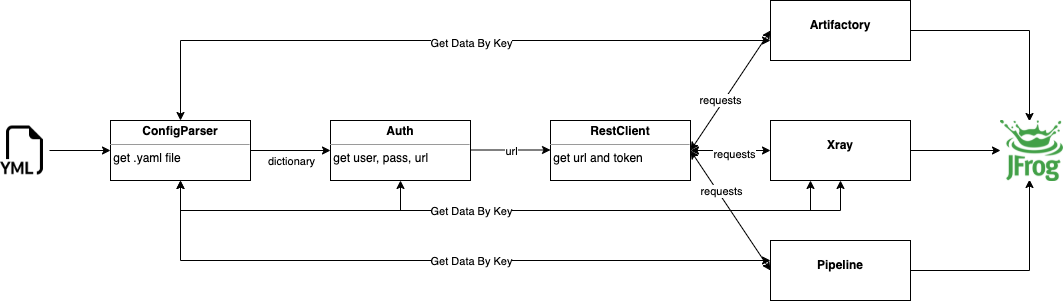 Artifactory
Get Data By Key
requests
YML
ConfigParser
get .yaml file
dictionary
Auth
get user, pass, url
url
RestClient
get url and token
requests
Xray
JFrog
requests
Get Data By Key
Get Data By Key
Pipeline